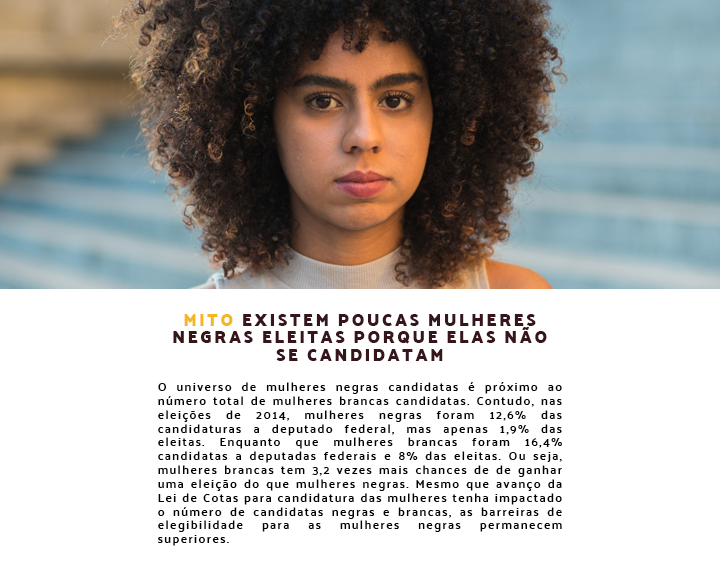 MITO EXISTEM POUCAS MULHERES
NEGRAS ELEITAS PORQUE ELAS NÃO
SE CANDIDATAM
O universo de mulheres negras candidatas é próximo ao
número total de mulheres brancas candidatas. Contudo, nas
eleições de 2014, mulheres negras foram 12,6% das
candidaturas a deputado federal, mas apenas 1,9% das
eleitas. Enquanto que mulheres brancas foram 16,4%
candidatas a deputadas federais e 8% das eleitas. Ou seja,
mulheres brancas tem 3,2 vezes mais chances de de ganhar
uma eleição do que mulheres negras. Mesmo que avanço da
Lei de Cotas para candidatura das mulheres tenha impactado
o número de candidatas negras e brancas, as barreiras de
elegibilidade para as mulheres negras permanecem
superiores.